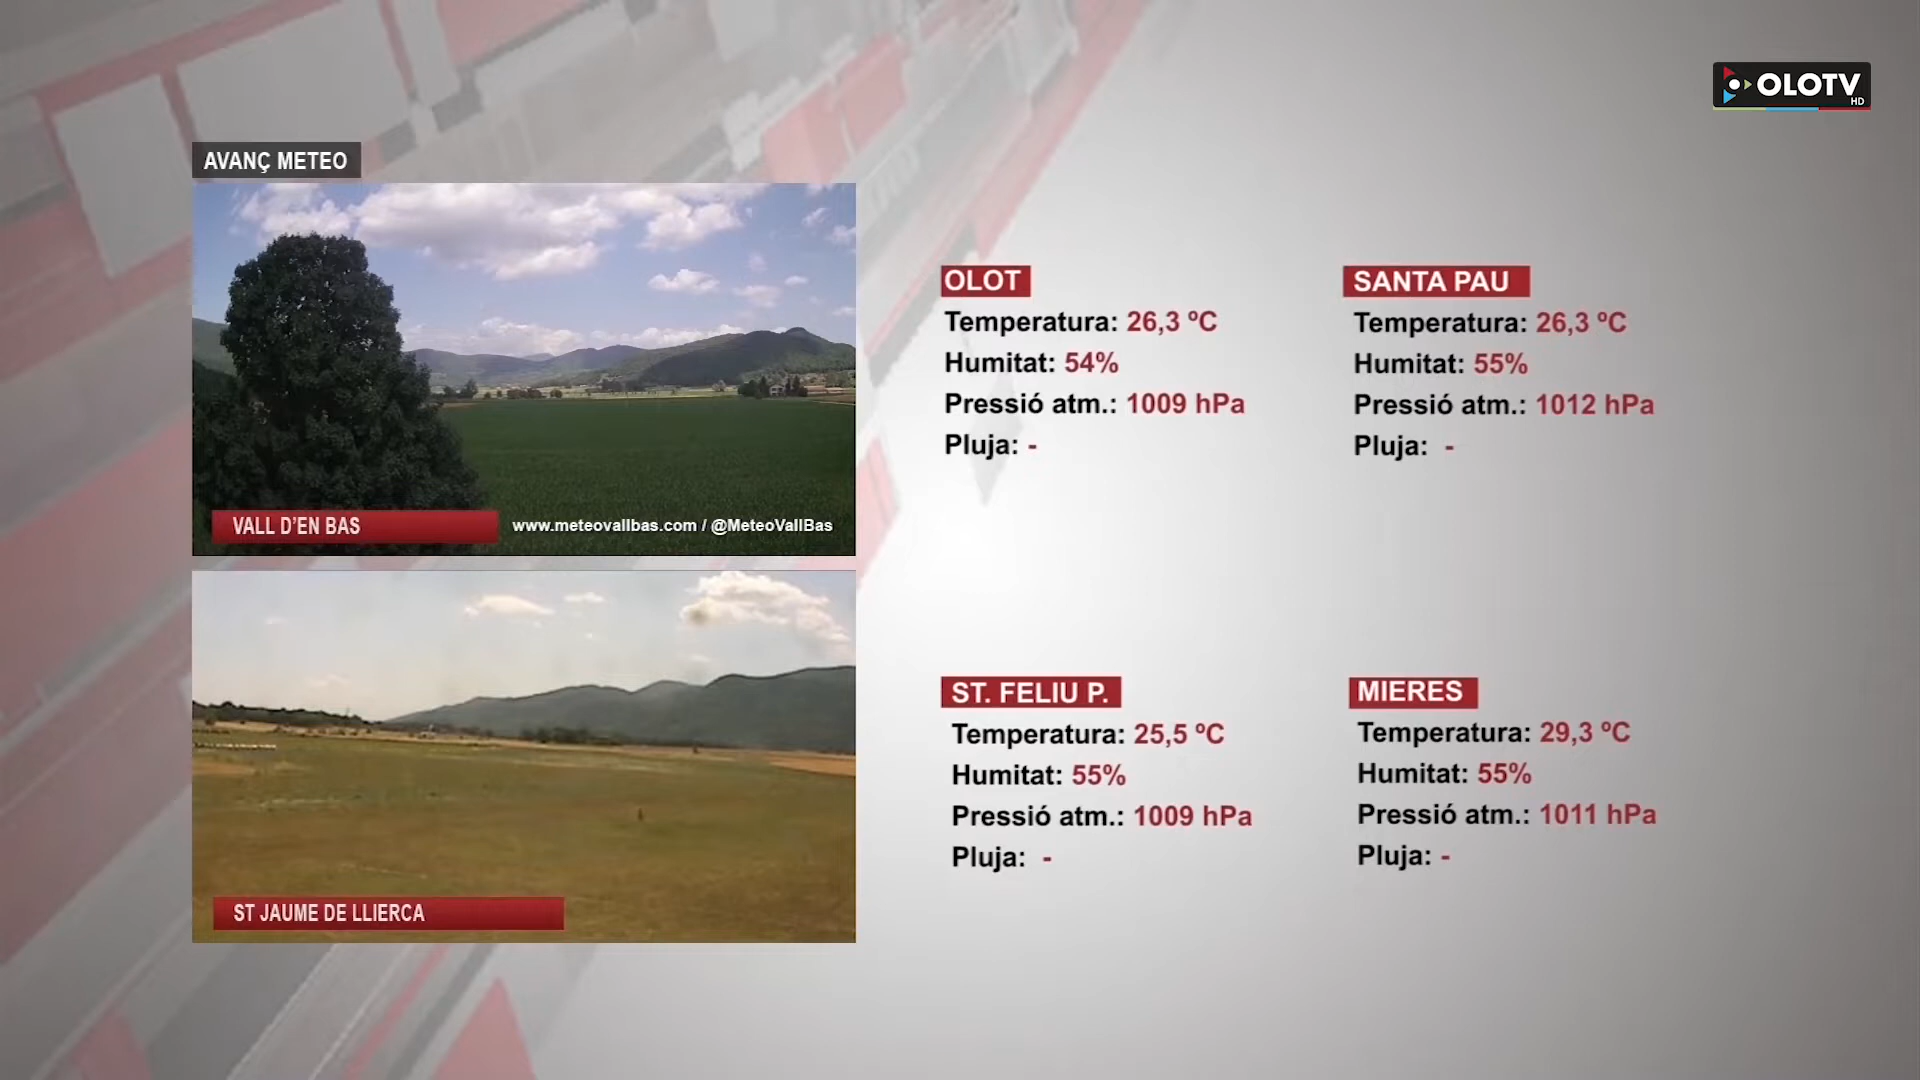 OLOTV
HD
AVANÇ METEO
VALL D'EN BAS
www.meteovallbas.com / @MeteoVallBas
ST JAUME DE LLIERCA
OLOT
Temperatura: 26,3 ºC
Humitat: 54%
Pressió atm.: 1009 hPa
Pluja: -
SANTA PAU
Temperatura: 26,3 ºC
Humitat: 55%
Pressió atm.: 1012 hPa
Pluja: -
ST. FELIU P.
Temperatura: 25,5 ºC
Humitat: 55%
Pressió atm.: 1009 hPa
Pluja: -
MIERES
Temperatura: 29,3 ºC
Humitat: 55%
Pressió atm.: 1011 hPa
Pluja: -